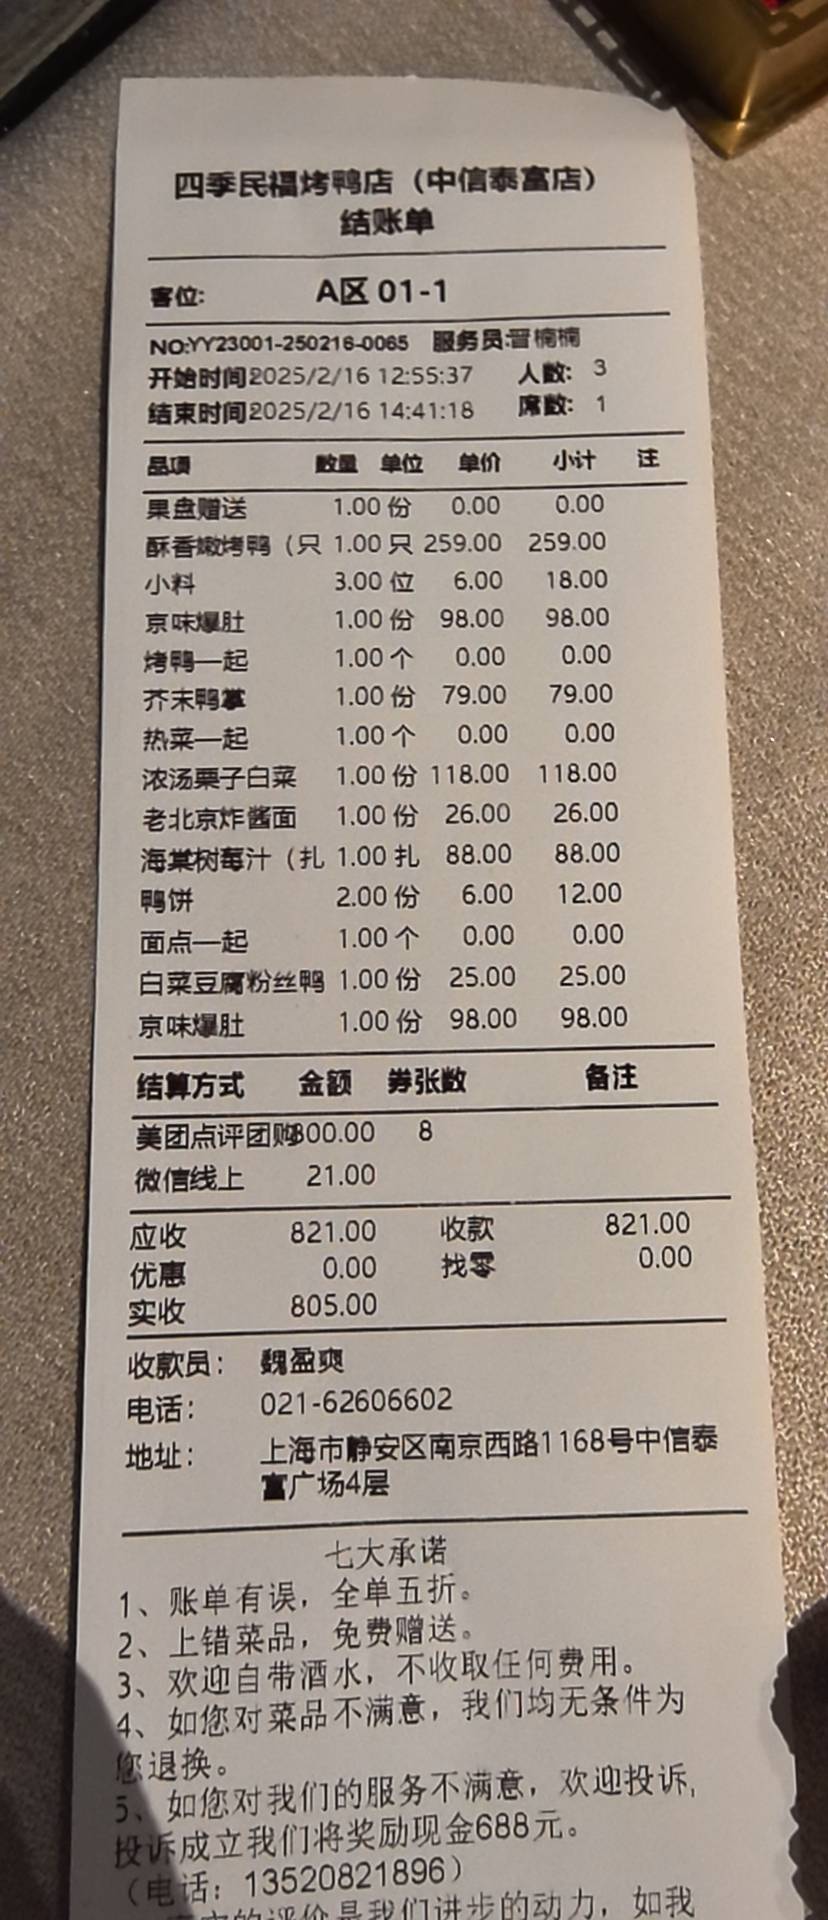 四季民福烤鸭店（中信泰富店）
结账单
客位: A区 01-1
NO:YY23001-250216-0065 服务员:晋楠楠
开始时间2025/2/16 12:55:37 人数: 3
结束时间2025/2/16 14:41:18 席数: 1
品項 数量 单位 单价 小计 注
果盘赠送 1.00 份 0.00 0.00
酥香嫩烤鸭（只 1.00 只 259.00 259.00
小料 3.00 位 6.00 18.00
京味爆肚 1.00 份 98.00 98.00
烤鸭—起 1.00 个 0.00 0.00
芥末鸭掌 1.00 份 79.00 79.00
热菜—起 1.00 个 0.00 0.00
浓汤栗子白菜 1.00 份 118.00 118.00
老北京炸酱面 1.00 份 26.00 26.00
海棠树莓汁（扎 1.00 扎 88.00 88.00
鸭饼 2.00 份 6.00 12.00
面点—起 1.00 个 0.00 0.00
白菜豆腐粉丝鸭 1.00 份 25.00 25.00
京味爆肚 1.00 份 98.00 98.00
结算方式 金额 券张数 备注
美团点评团购800.00 8
微信线上 21.00
应收 821.00 收款 821.00
优惠 0.00 找零 0.00
实收 805.00
收款员: 魏盈爽
电话: 021-62606602
地址: 上海市静安区南京西路1168号中信泰
富广场4层
七大承诺
1、账单有误，全单五折。
2、上错菜品，免费赠送。
3、欢迎自带酒水，不收取任何费用。
4、如您对菜品不满意，我们均无条件为
您退换。
5、如您对我们的服务不满意，欢迎投诉,
投诉成立我们将奖励现金688元。
（电话：13520821896）
的评价是我们进步的动力，如我